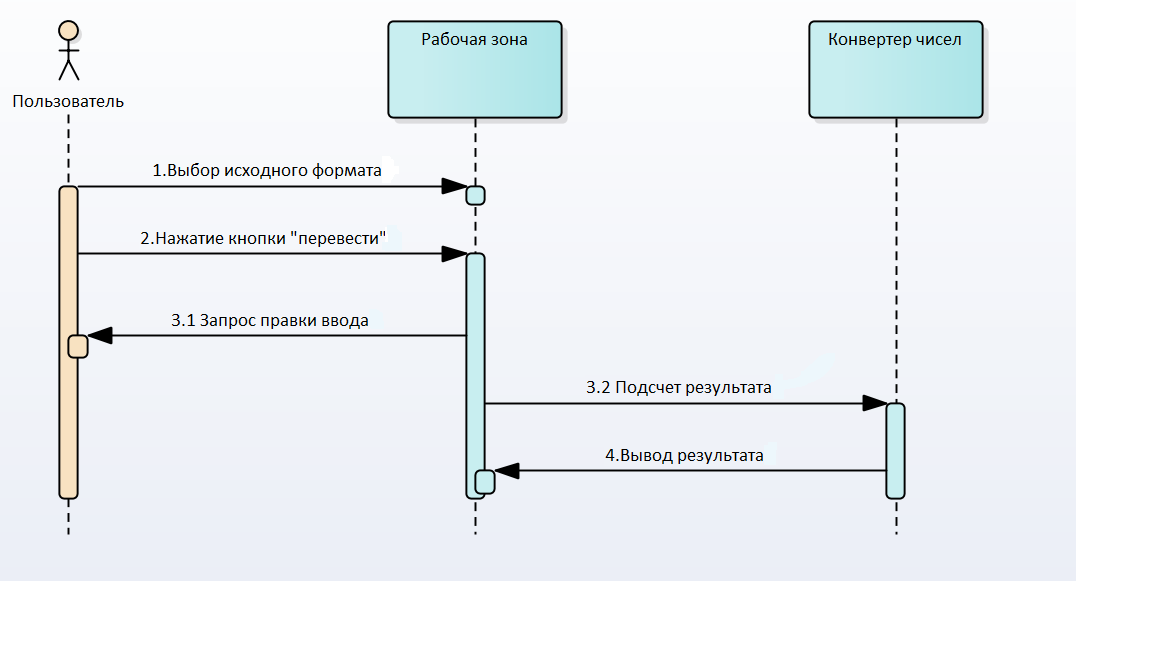 Пользователь
Рабочая зона
Конвертер чисел
1.Выбор исходного формата
2.Нажатие кнопки "перевести"
3.1 Запрос правки ввода
3.2 Подсчет результата
4.Вывод результата